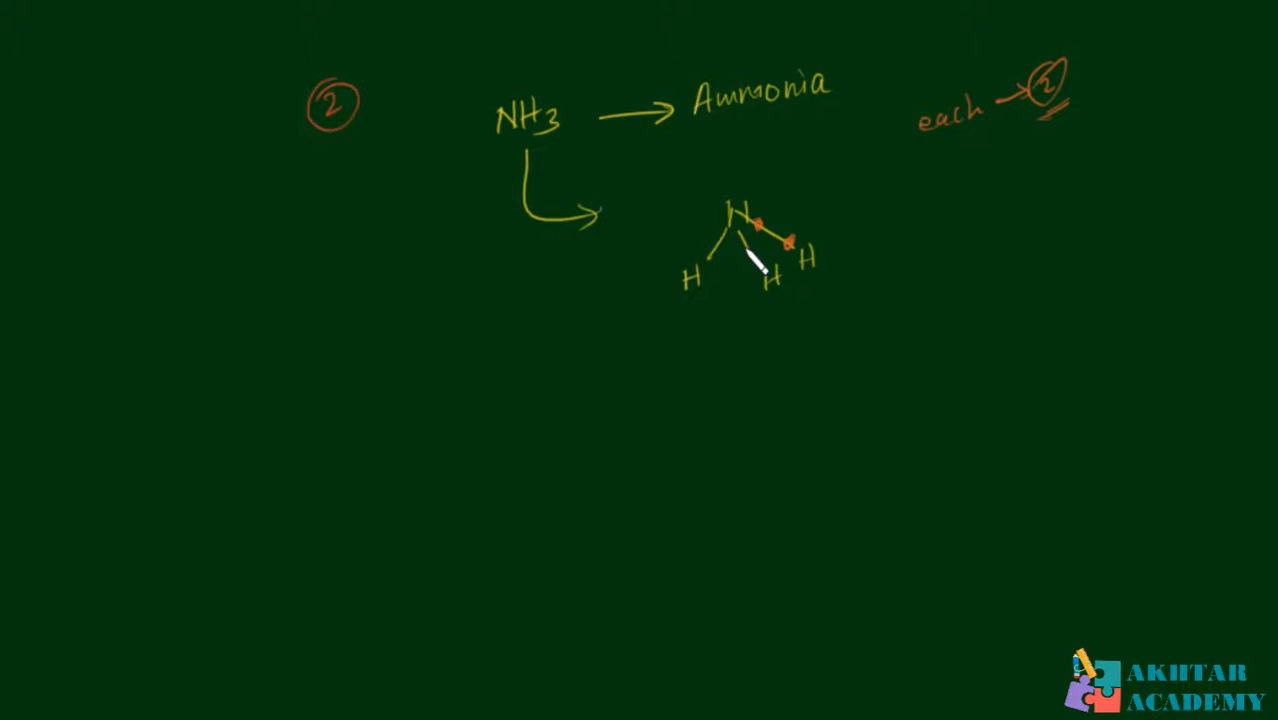 2 NH3 → Ammonia each → 2
N
H H H
AKHTAR
ACADEMY